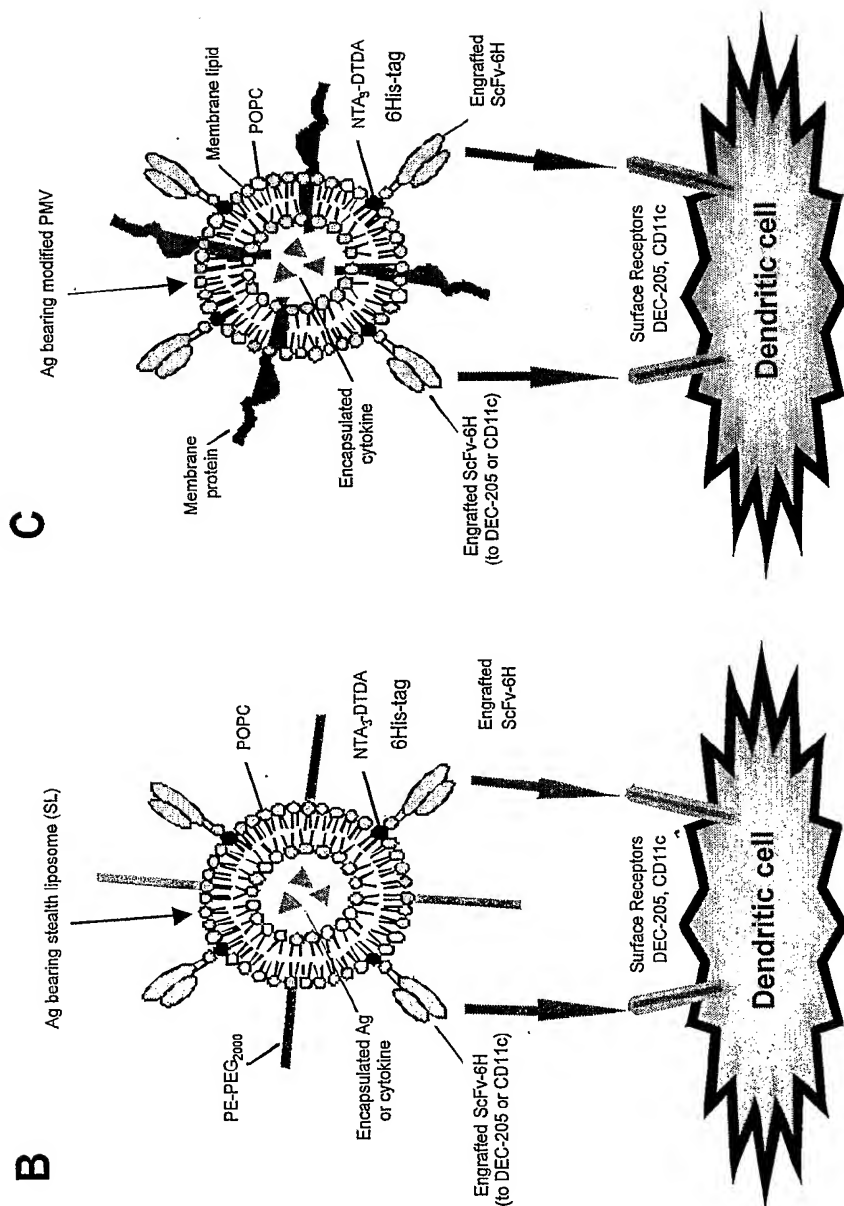 B
Ag bearing stealth liposome (SL)
PE-PEG2000
POPC
Encapsulated Ag
or cytokine
NTA3-DTDA
6His-tag
Engrafted ScFv-6H
(to DEC-205 or CD11c)
Engrafted
ScFv-6H
Surface Receptors
DEC-205, CD11c
Dendritic cell
C
Ag bearing modified PMV
Membrane
protein
Membrane lipid
POPC
Encapsulated
cytokine
NTA3-DTDA
6His-tag
Engrafted ScFv-6H
(to DEC-205 or CD11c)
Engrafted
ScFv-6H
Surface Receptors
DEC-205, CD11c
Dendritic cell